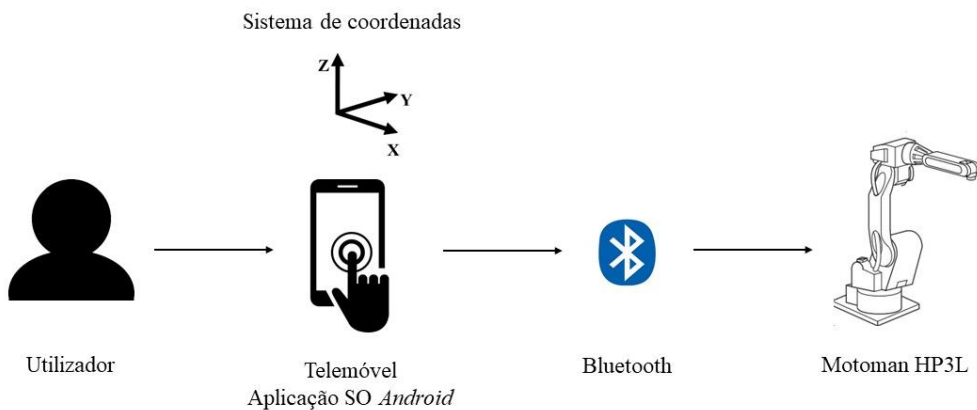 Sistema de coordenadas
Z
Y
X
Utilizador
Telemóvel
Aplicação SO Android
Bluetooth
Motoman HP3L